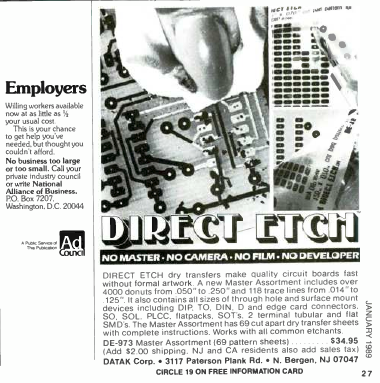 Employers
Willing workers available
now at as little as ½
your usual cost.
This is your chance
to get help you've
needed, but thought you
couldn't afford.
No business too large
or too small. Call your
private industry council
or write National
Alliance of Business.
P.O. Box 7207,
Washington, D.C. 20044
A Public Service of
This Publication
Ad
Council
DIRECT ETCH
NO MASTER • NO CAMERA • NO FILM • NO DEVELOPER
DIRECT ETCH dry transfers make quality circuit boards fast
without formal artwork. A new Master Assortment includes over
4000 donuts from .050" to .250" and 118 trace lines from .014" to
.125". It also contains all sizes of through hole and surface mount
devices including DIP, TO, DIN, D and edge card connectors,
SO, SOL, PLCC, flatpacks, SOT's, 2 terminal tubular and flat
SMD's. The Master Assortment has 69 cut apart dry transfer sheets
with complete instructions. Works with all common etchants.
DE-973 Master Assortment (69 pattern sheets) .......... $34.95
(Add $2.00 shipping. NJ and CA residents also add sales tax)
DATAK Corp. • 3117 Paterson Plank Rd. • N. Bergen, NJ 07047
CIRCLE 19 ON FREE INFORMATION CARD
JANUARY 1989
27